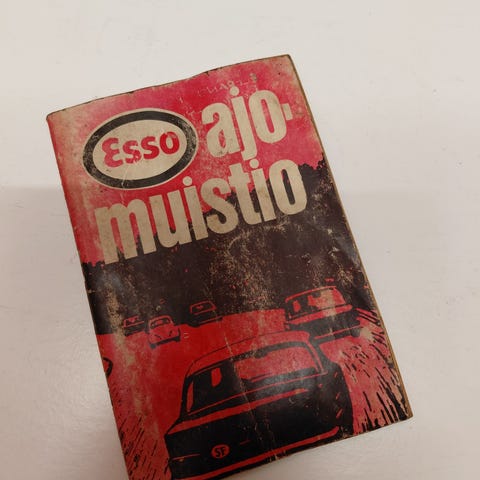 Esso
ajo-
muistio
SF